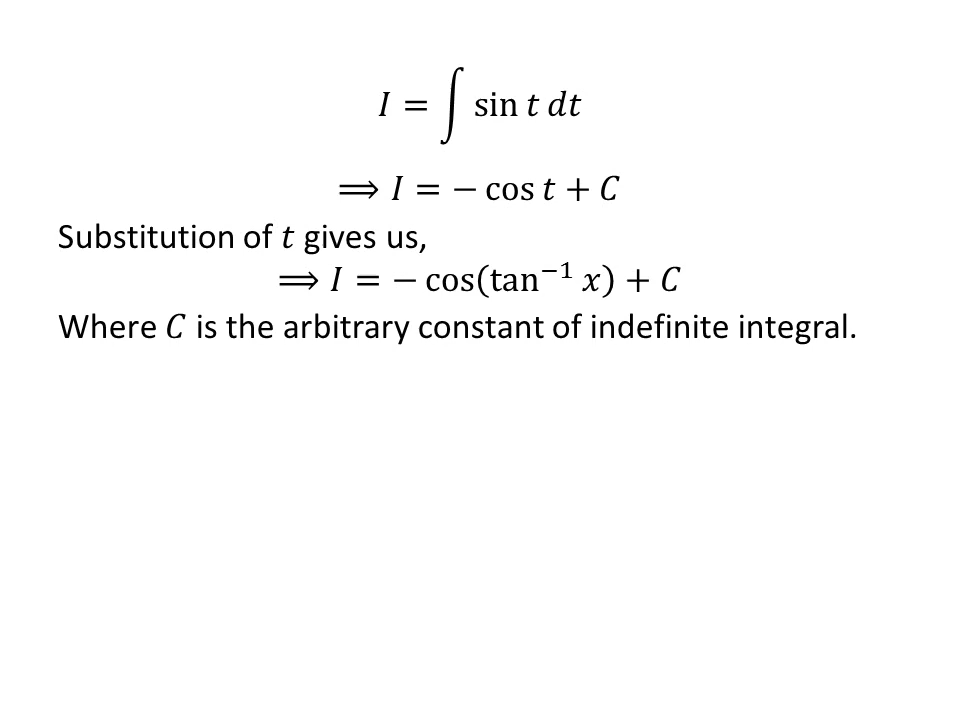 𝐼 = ∫ sin 𝑡 𝑑𝑡
⟹ 𝐼 = − cos 𝑡 + 𝐶
Substitution of 𝑡 gives us,
⟹ 𝐼 = − cos(tan⁻¹ 𝑥) + 𝐶
Where 𝐶 is the arbitrary constant of indefinite integral.